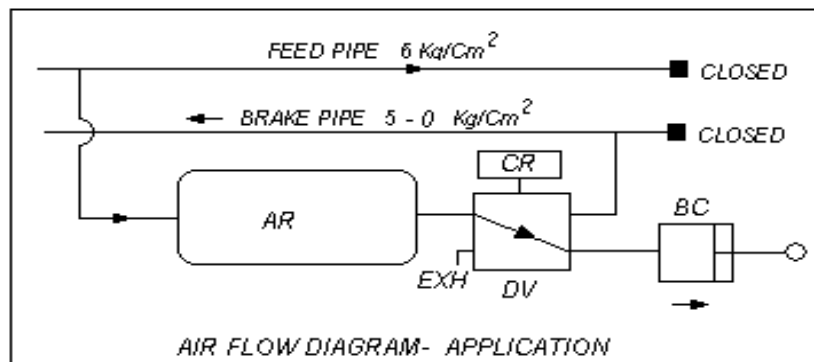 FEED PIPE 6 Kg/Cm²
CLOSED
BRAKE PIPE 5 - 0 Kg/Cm²
CLOSED
CR
BC
AR
EXH
DV
AIR FLOW DIAGRAM- APPLICATION